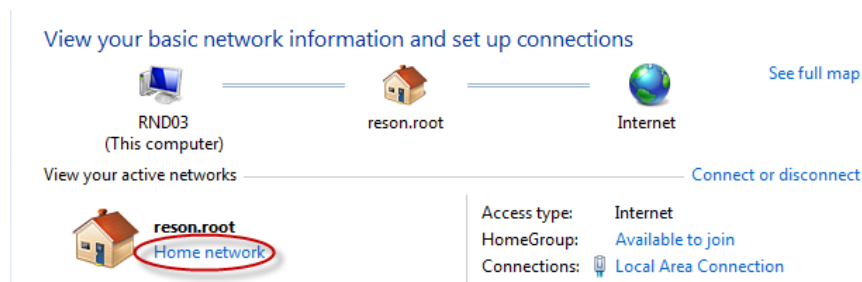 View your basic network information and set up connections
See full map
RND03
(This computer)
reson.root
Internet
View your active networks
Connect or disconnect
reson.root
Home network
Access type: Internet
HomeGroup: Available to join
Connections: Local Area Connection